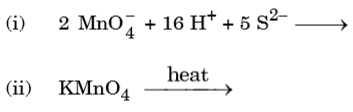 (i) 2 MnO₄⁻ + 16 H⁺ + 5 S²⁻ ⟶
(ii) KMnO₄ heat ⟶